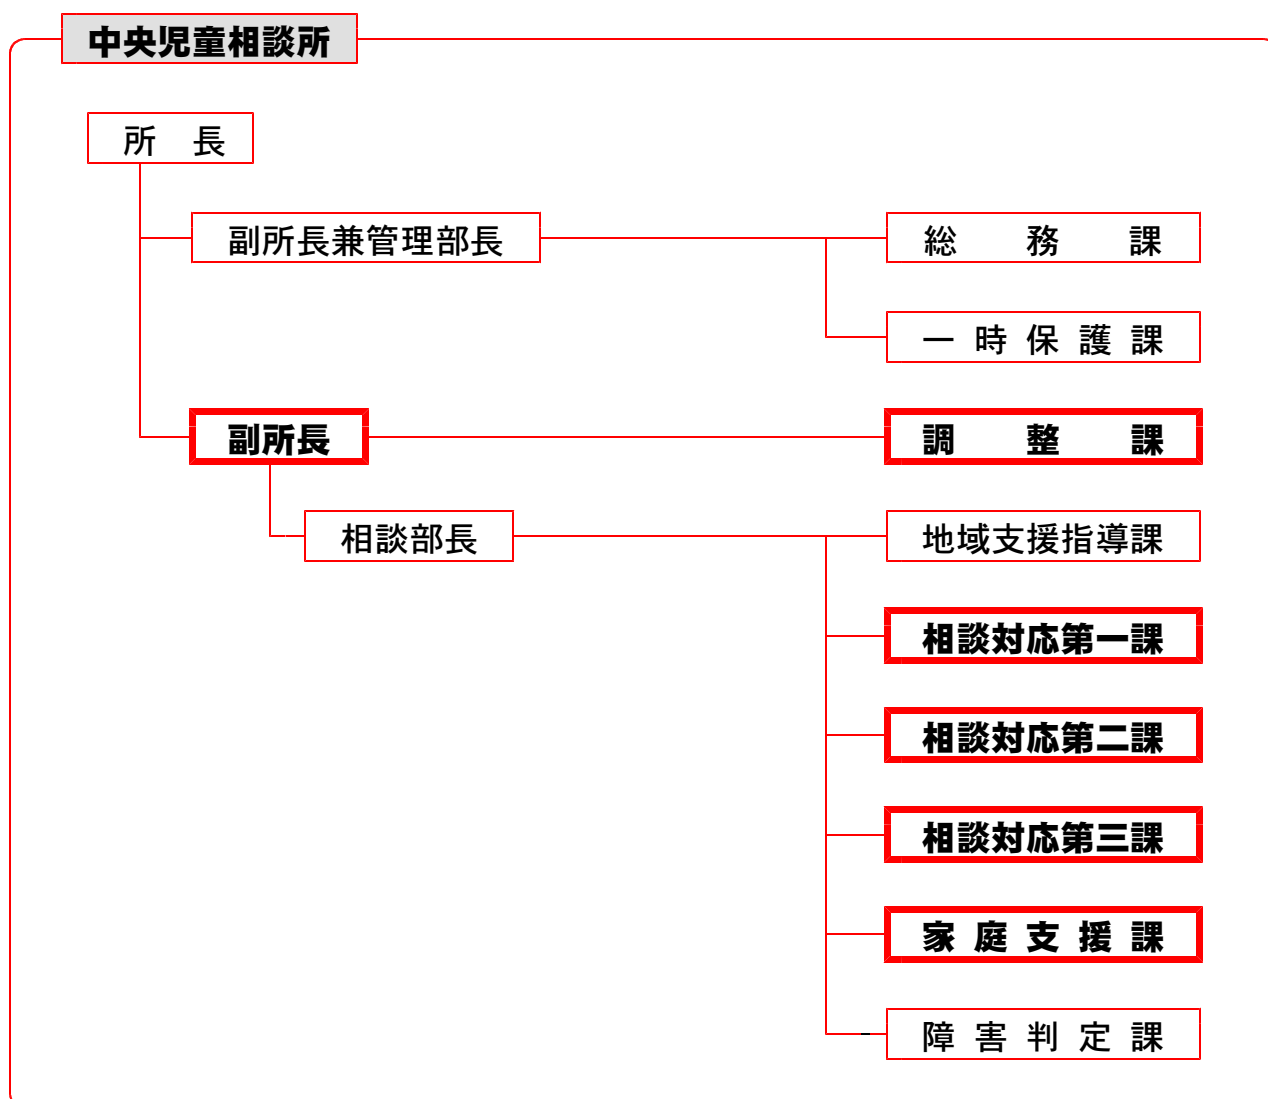 中央児童相談所
所　長
副所長兼管理部長
総　務　課
一時保護課
副所長
調　整　課
相談部長
地域支援指導課
相談対応第一課
相談対応第二課
相談対応第三課
家庭支援課
障害判定課